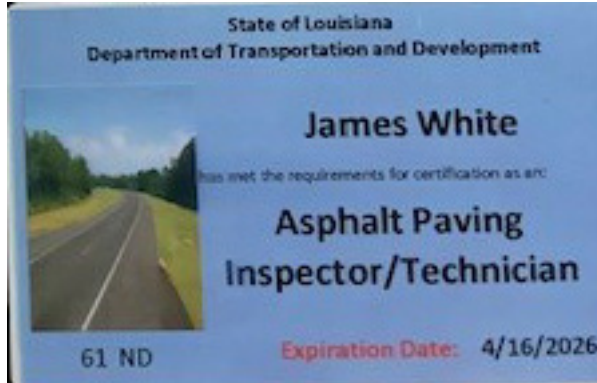 State of Louisiana
Department of Transportation and Development
James White
has met the requirements for certification as an:
Asphalt Paving
Inspector/Technician
61 ND
Expiration Date: 4/16/2026